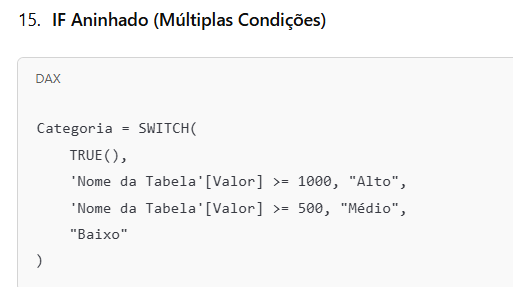 15. IF Aninhado (Múltiplas Condições)
DAX
Categoria = SWITCH(
    TRUE(),
    'Nome da Tabela'[Valor] >= 1000, "Alto",
    'Nome da Tabela'[Valor] >= 500, "Médio",
    "Baixo"
)